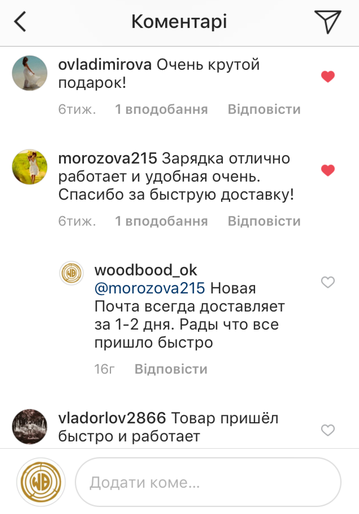 Коментарі
ovladimirova Очень крутой
подарок!
6тиж. 1 вподобання Відповісти
morozova215 Зарядка отлично
работает и удобная очень.
Спасибо за быструю доставку!
6тиж. 1 вподобання Відповісти
woodbood_ok
@morozova215 Новая
Почта всегда доставляет
за 1-2 дня. Рады что все
пришло быстро
16г Відповісти
vladorlov2866 Товар пришёл
быстро и работает
Додати коме...